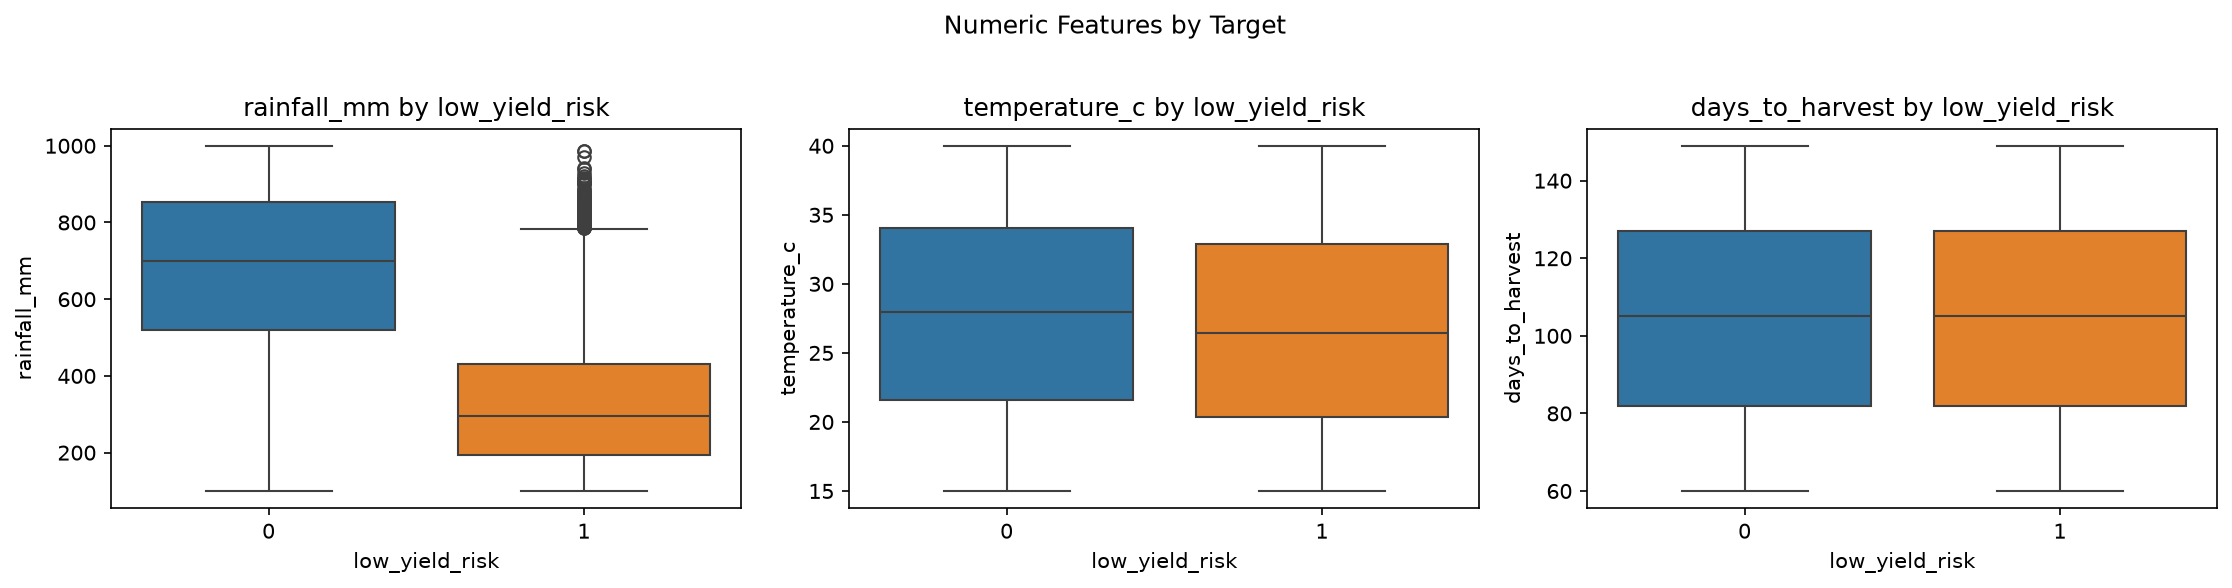 Numeric Features by Target
rainfall_mm by low_yield_risk
1000
800
600
400
200
rainfall_mm
0 1
low_yield_risk
temperature_c by low_yield_risk
40
35
30
25
20
15
temperature_c
0 1
low_yield_risk
days_to_harvest by low_yield_risk
140
120
100
80
60
days_to_harvest
0 1
low_yield_risk